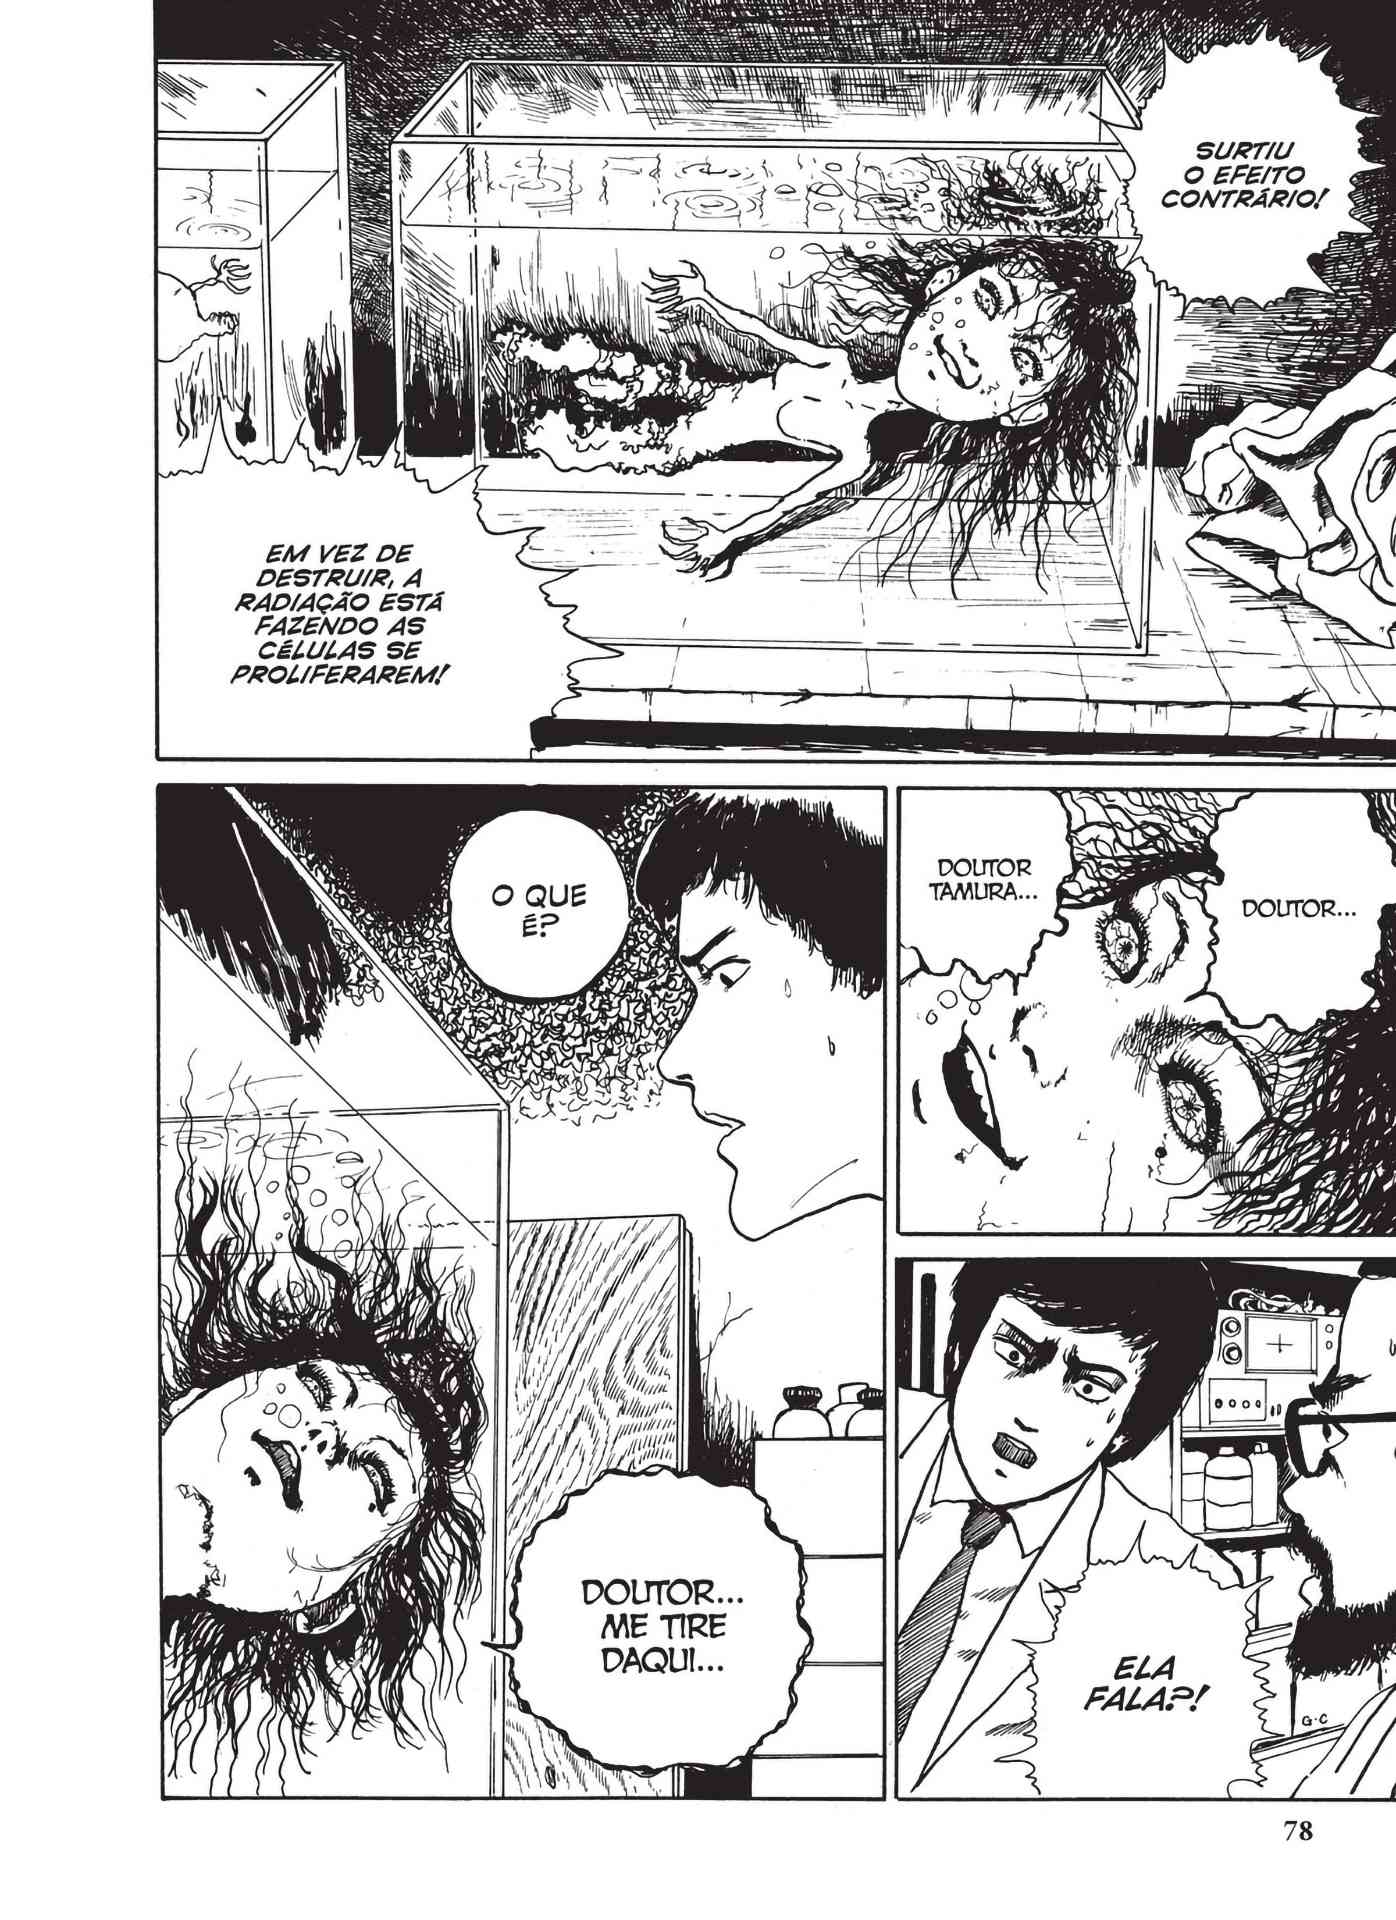 SURTIU
O EFEITO
CONTRÁRIO!
EM VEZ DE
DESTRUIR, A
RADIAÇÃO ESTÁ
FAZENDO AS
CÉLULAS SE
PROLIFERAREM!
DOUTOR...
DOUTOR
TAMURA...
ELA
FALA?!
G·C
O QUE
É?
DOUTOR...
ME TIRE
DAQUI...
78